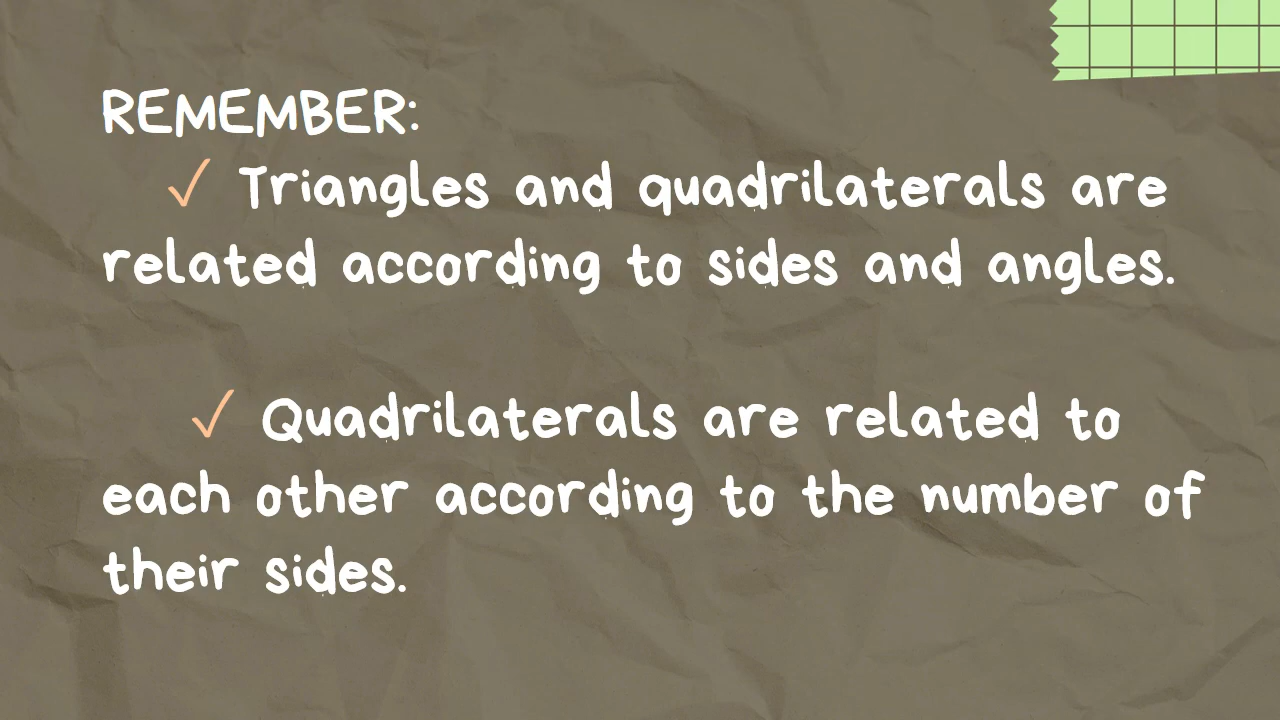 REMEMBER:
✓ Triangles and quadrilaterals are
related according to sides and angles.
✓ Quadrilaterals are related to
each other according to the number of
their sides.